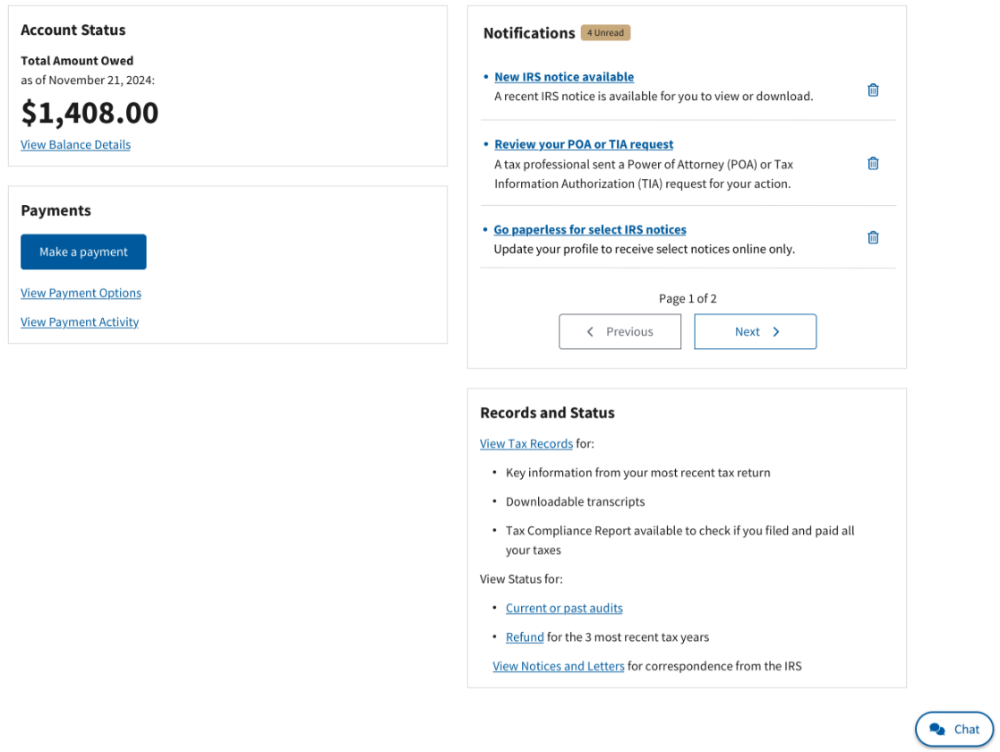 Account Status
Total Amount Owed
as of November 21, 2024:
$1,408.00
View Balance Details
Payments
Make a payment
View Payment Options
View Payment Activity
Notifications 4 Unread
• New IRS notice available
A recent IRS notice is available for you to view or download.
• Review your POA or TIA request
A tax professional sent a Power of Attorney (POA) or Tax
Information Authorization (TIA) request for your action.
• Go paperless for select IRS notices
Update your profile to receive select notices online only.
Page 1 of 2
Previous
Next
Records and Status
View Tax Records for:
• Key information from your most recent tax return
• Downloadable transcripts
• Tax Compliance Report available to check if you filed and paid all
your taxes
View Status for:
• Current or past audits
• Refund for the 3 most recent tax years
View Notices and Letters for correspondence from the IRS
Chat